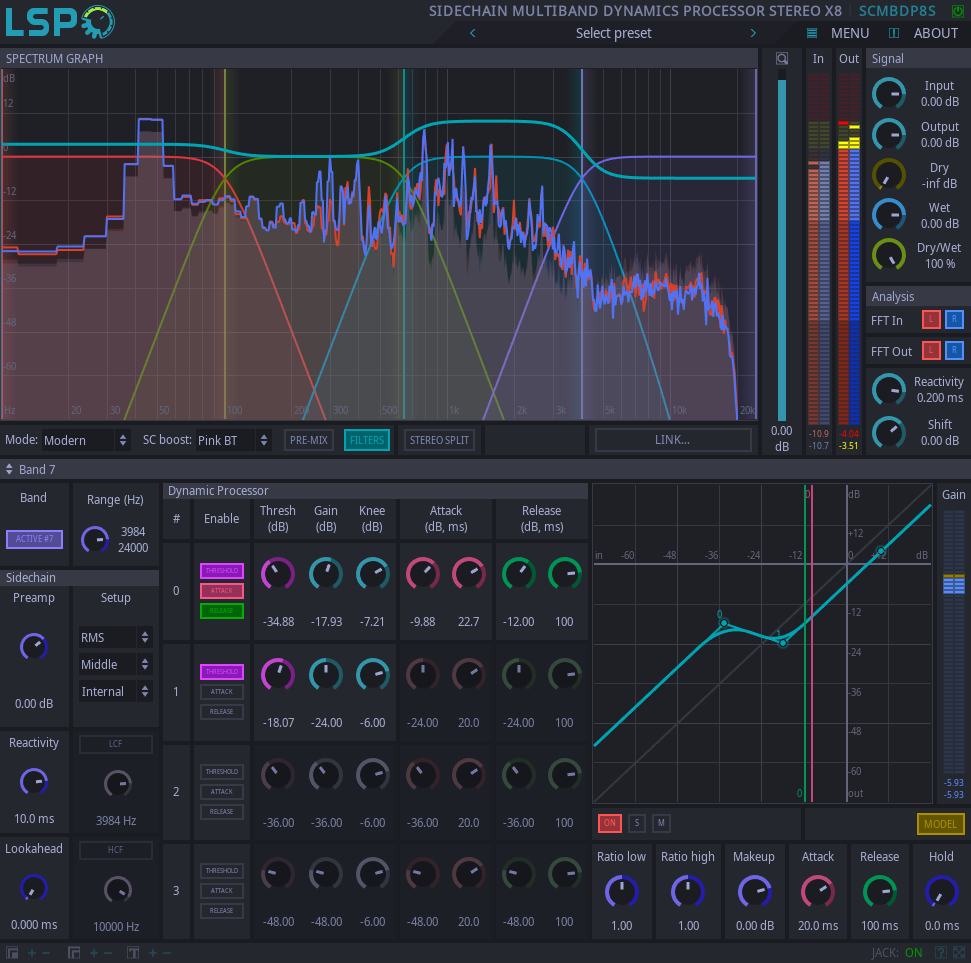 LSP
SIDECHAIN MULTIBAND DYNAMICS PROCESSOR STEREO X8 SCMBDP8S
Select preset
MENU
ABOUT
SPECTRUM GRAPH
In Out
Signal
dB
12
0
-12
-24
-36
-48
-60
Hz 20 30 50 100 200 300 500 1k 2k 3k 5k 10k 20k
0.00
dB
-10.9 -4.04
-10.7 -3.51
Input
0.00 dB
Output
0.00 dB
Dry
-inf dB
Wet
0.00 dB
Dry/Wet
100 %
Analysis
FFT In L R
FFT Out L R
Reactivity
0.200 ms
Shift
0.00 dB
Mode: Modern SC boost: Pink BT PRE-MIX FILTERS STEREO SPLIT LINK...
Band 7
Band
ACTIVE #7
Range (Hz)
3984
24000
Sidechain
Preamp
0.00 dB
Setup
RMS
Middle
Internal
Reactivity
10.0 ms
LCF
3984 Hz
Lookahead
0.000 ms
HCF
10000 Hz
Dynamic Processor
# Enable Thresh Gain Knee Attack Release
(dB) (dB) (dB) (dB, ms) (dB, ms)
0
THRESHOLD
ATTACK
RELEASE
-34.88 -17.93 -7.21 -9.88 22.7 -12.00 100
1
THRESHOLD
ATTACK
RELEASE
-18.07 -24.00 -6.00 -24.00 20.0 -24.00 100
2
THRESHOLD
ATTACK
RELEASE
-36.00 -36.00 -6.00 -36.00 20.0 -36.00 100
3
THRESHOLD
ATTACK
RELEASE
-48.00 -48.00 -6.00 -48.00 20.0 -48.00 100
0 dB
+12
in -60 -48 -36 -24 -12 0 +12 dB
-12
0
1
-24
-36
-48
-60
0 out
Gain
-5.93
-5.93
ON S M MODEL
Ratio low Ratio high Makeup Attack Release Hold
1.00 1.00 0.00 dB 20.0 ms 100 ms 0.0 ms
JACK: ON